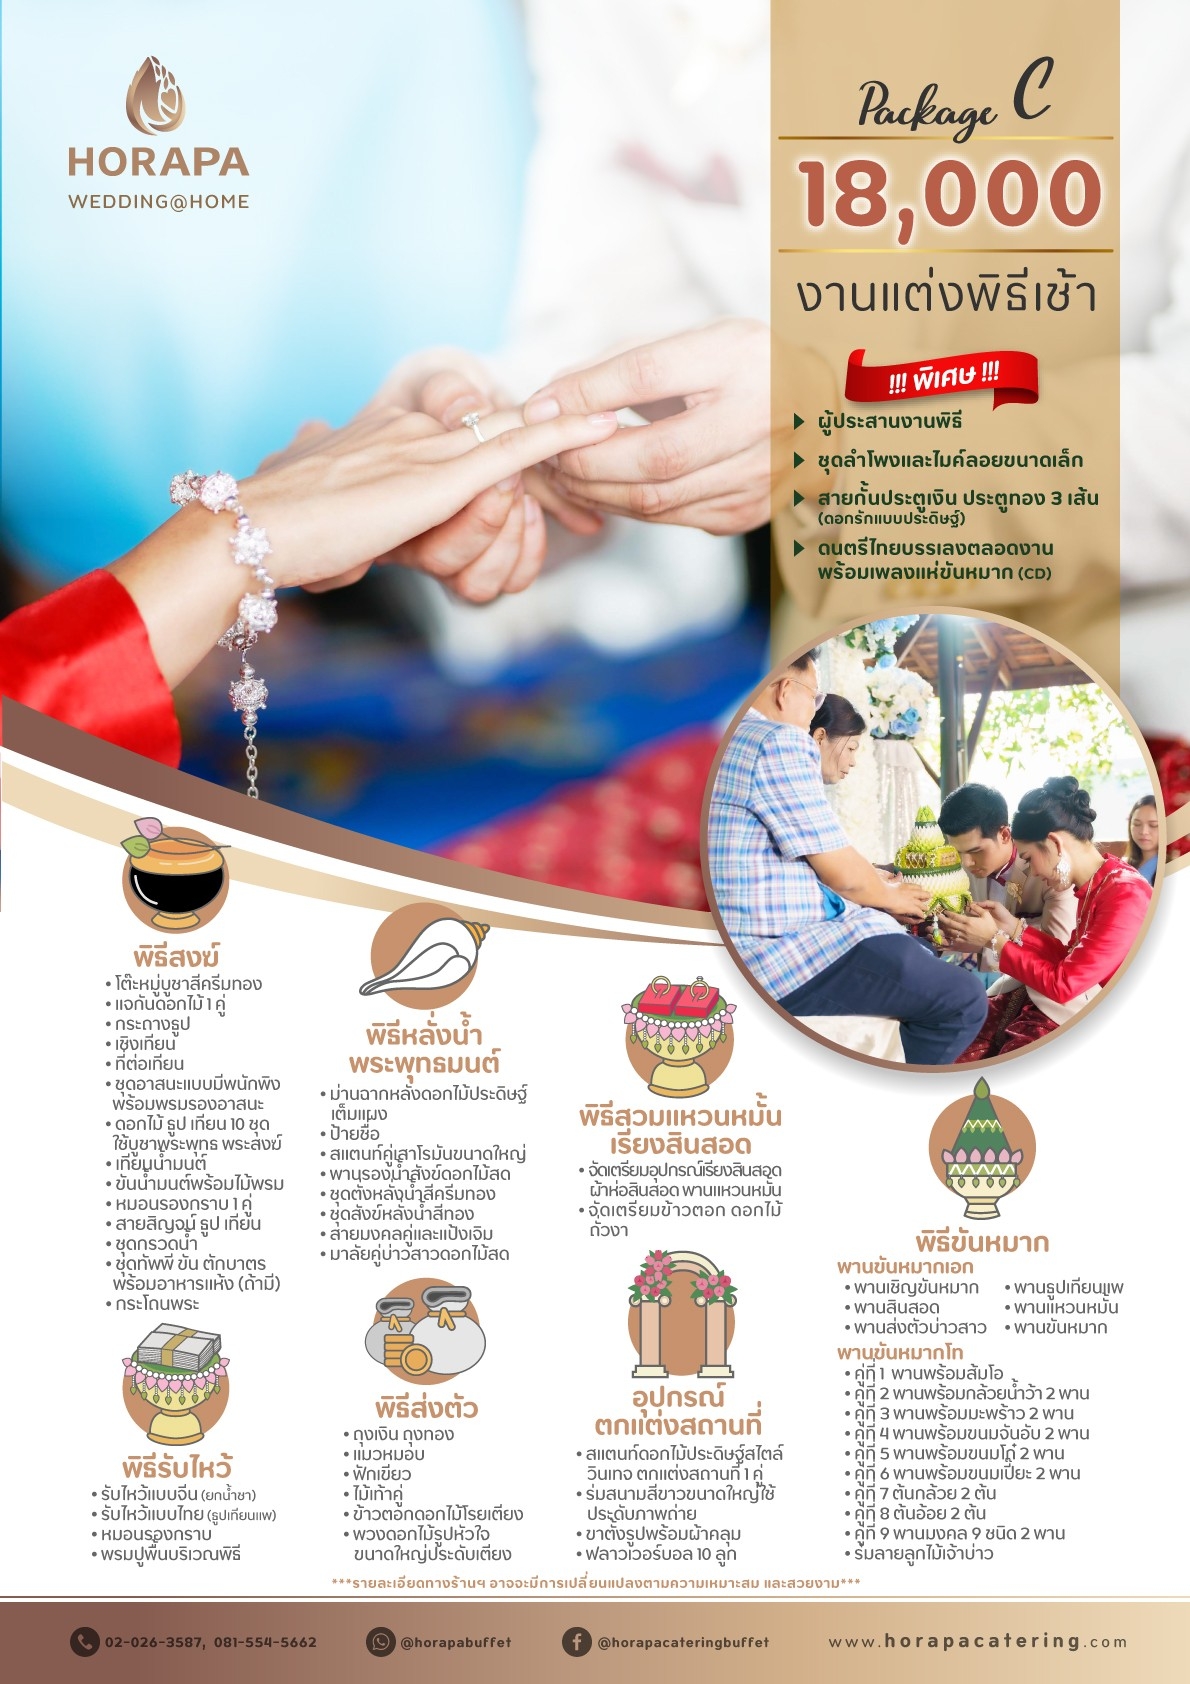 HORAPA
WEDDING@HOME
Package C
18,000
งานแต่งพิธีเช้า
!!! พิเศษ !!!
ผู้ประสานงานพิธี
ชุดลำโพงและไมค์ลอยขนาดเล็ก
สายกั้นประตูเงิน ประตูทอง 3 เส้น
(ดอกรักแบบประดิษฐ์)
ดนตรีไทยบรรเลงตลอดงาน
พร้อมเพลงแห่ขันหมาก (CD)
พิธีสงฆ์
• โต๊ะหมู่บูชาสีครีมทอง
• แจกันดอกไม้ 1 คู่
• กระถางธูป
• เชิงเทียน
• ที่ต่อเทียน
• ชุดอาสนะแบบมีพนักพิง
พร้อมพรมรองอาสนะ
• ดอกไม้ ธูป เทียน 10 ชุด
ใช้บูชาพระพุทธ พระสงฆ์
• เทียนน้ำมนต์
• ขันน้ำมนต์พร้อมไม้พรม
• หมอนรองกราบ 1 คู่
• สายสิญจน์ ธูป เทียน
• ชุดกรวดน้ำ
• ชุดทัพพี ขัน ตักบาตร
พร้อมอาหารแห้ง (ถ้ามี)
• กระโถนพระ
พิธีรับไหว้
• รับไหว้แบบจีน (ยกน้ำชา)
• รับไหว้แบบไทย (ธูปเทียนแพ)
• หมอนรองกราบ
• พรมปูพื้นบริเวณพิธี
พิธีหลั่งน้ำ
พระพุทธมนต์
• ม่านฉากหลังดอกไม้ประดิษฐ์
เต็มแผง
• ป้ายชื่อ
• สแตนท์คู่เสาโรมันขนาดใหญ่
• พานรองน้ำสังข์ดอกไม้สด
• ชุดตั่งหลั่งน้ำสีครีมทอง
• ชุดสังข์หลั่งน้ำสีทอง
• สายมงคลคู่และแป้งเจิม
• มาลัยคู่บ่าวสาวดอกไม้สด
พิธีส่งตัว
• ถุงเงิน ถุงทอง
• แมวหมอบ
• ฟักเขียว
• ไม้เท้าคู่
• ข้าวตอกดอกไม้โรยเตียง
• พวงดอกไม้รูปหัวใจ
ขนาดใหญ่ประดับเตียง
พิธีสวมแหวนหมั้น
เรียงสินสอด
• จัดเตรียมอุปกรณ์เรียงสินสอด
ผ้าห่อสินสอด พานแหวนหมั้น
• จัดเตรียมข้าวตอก ดอกไม้
ถั่วงา
อุปกรณ์
ตกแต่งสถานที่
• สแตนท์ดอกไม้ประดิษฐ์สไตล์
วินเทจ ตกแต่งสถานที่ 1 คู่
• ร่มสนามสีขาวขนาดใหญ่ใช้
ประดับภาพถ่าย
• ขาตั้งรูปพร้อมผ้าคลุม
• ฟลาวเวอร์บอล 10 ลูก
พิธีขันหมาก
พานขันหมากเอก
• พานเชิญขันหมาก • พานธูปเทียนแพ
• พานสินสอด • พานแหวนหมั้น
• พานส่งตัวบ่าวสาว • พานขันหมาก
พานขันหมากโท
• คู่ที่ 1 พานพร้อมส้มโอ
• คู่ที่ 2 พานพร้อมกล้วยน้ำว้า 2 พาน
• คู่ที่ 3 พานพร้อมมะพร้าว 2 พาน
• คู่ที่ 4 พานพร้อมขนมจันอับ 2 พาน
• คู่ที่ 5 พานพร้อมขนมโก๋ 2 พาน
• คู่ที่ 6 พานพร้อมขนมเปี๊ยะ 2 พาน
• คู่ที่ 7 ต้นกล้วย 2 ต้น
• คู่ที่ 8 ต้นอ้อย 2 ต้น
• คู่ที่ 9 พานมงคล 9 ชนิด 2 พาน
• ร่มลายลูกไม้เจ้าบ่าว
***รายละเอียดทางร้านฯ อาจจะมีการเปลี่ยนแปลงตามความเหมาะสม และสวยงาม***
02-026-3587, 081-554-5662
@horapabuffet
@horapacateringbuffet
www.horapacatering.com